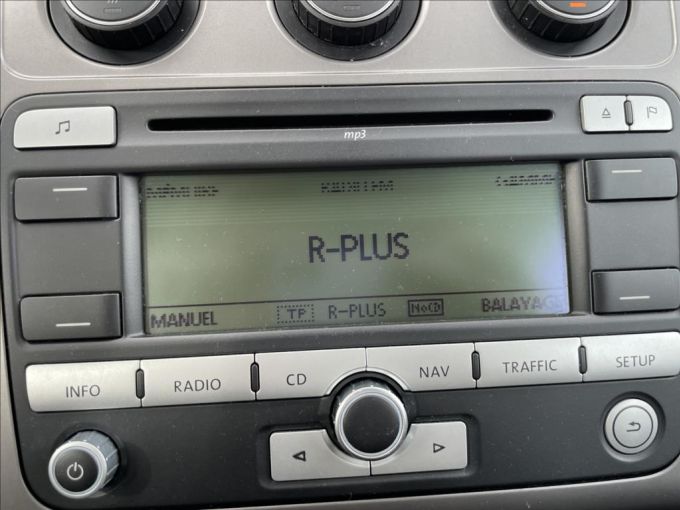 mp3
R-PLUS
MANUEL TP R-PLUS NoCD BALAYAGE
INFO RADIO CD NAV TRAFFIC SETUP